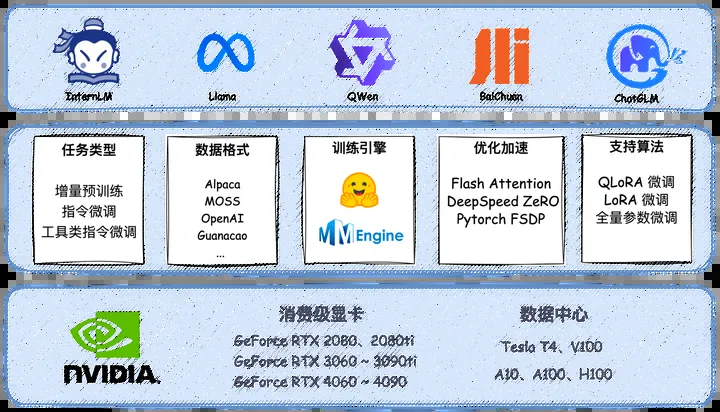 InternLM
Llama
QWen
BaiChuan
ChatGLM
任务类型
增量预训练
指令微调
工具类指令微调
数据格式
Alpaca
MOSS
OpenAI
Guanacao
...
训练引擎
MMEngine
优化加速
Flash Attention
DeepSpeed ZeRO
Pytorch FSDP
支持算法
QLoRA 微调
LoRA 微调
全量参数微调
NVIDIA.
消费级显卡
GeForce RTX 2080、2080ti
GeForce RTX 3060 ~ 3090ti
GeForce RTX 4060 ~ 4090
数据中心
Tesla T4、V100
A10、A100、H100